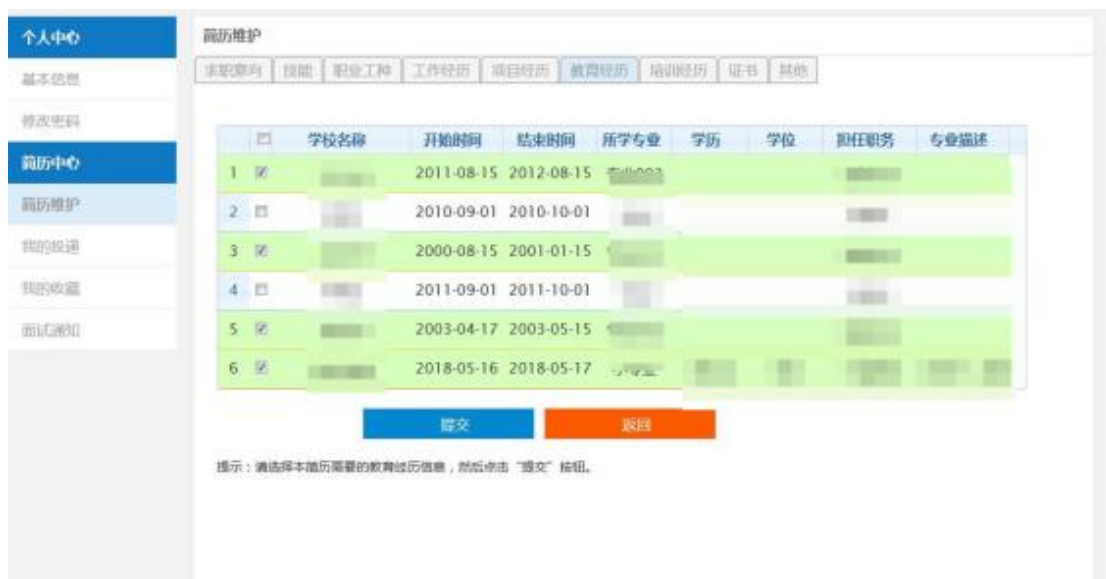 个人中心
基本信息
修改密码
简历中心
简历维护
我的投递
我的收藏
面试通知
简历维护
求职意向 技能 职业工种 工作经历 项目经历 教育经历 培训经历 证书 其他
学校名称 开始时间 结束时间 所学专业 学历 学位 担任职务 专业描述
1 2011-08-15 2012-08-15
2 2010-09-01 2010-10-01
3 2000-08-15 2001-01-15
4 2011-09-01 2011-10-01
5 2003-04-17 2003-05-15
6 2018-05-16 2018-05-17
提交 返回
提示：请选择本简历需要的教育经历信息，然后点击“提交”按钮。